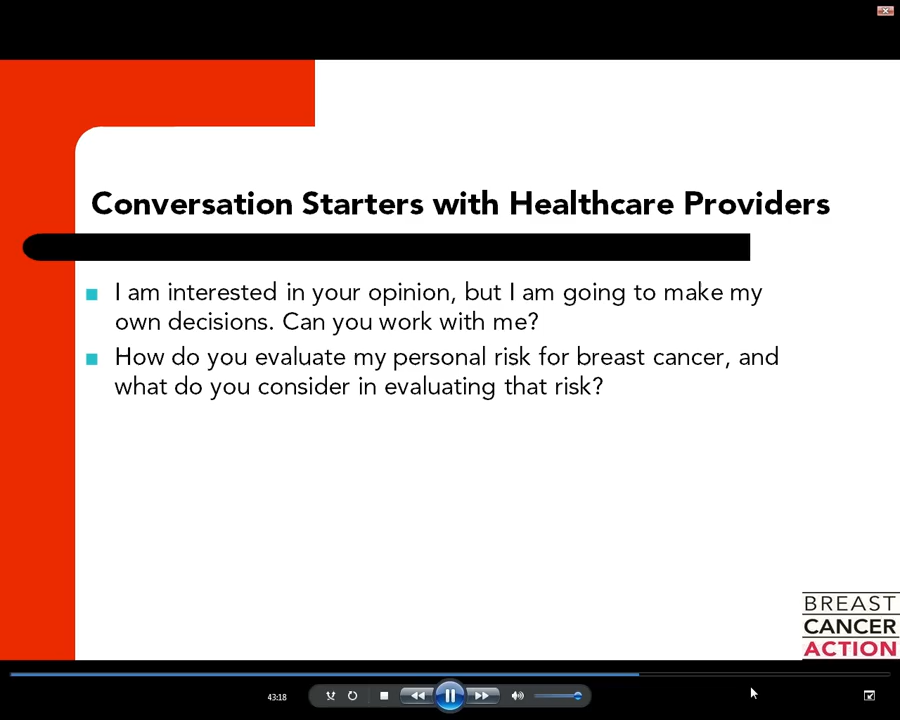 Conversation Starters with Healthcare Providers
I am interested in your opinion, but I am going to make my
own decisions. Can you work with me?
How do you evaluate my personal risk for breast cancer, and
what do you consider in evaluating that risk?
BREAST
CANCER
ACTION
43:18